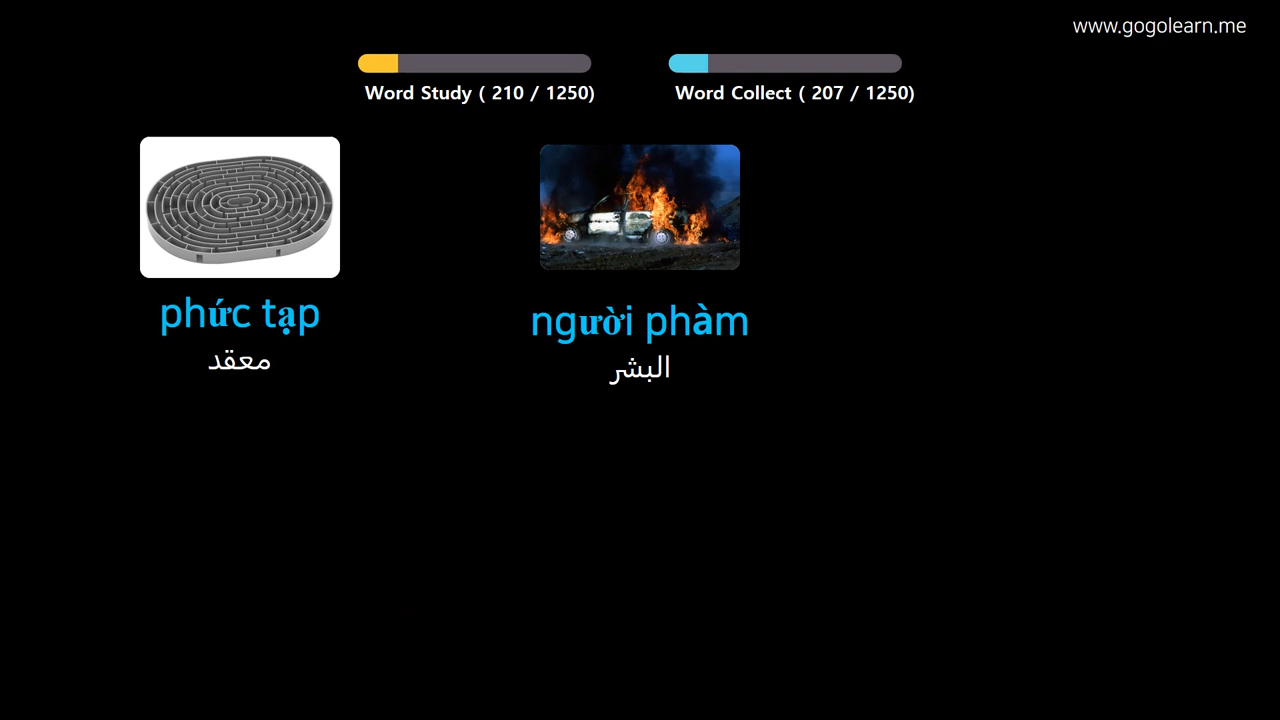 www.gogolearn.me
Word Study ( 210 / 1250)
Word Collect ( 207 / 1250)
phức tạp
معقد
người phàm
البشر